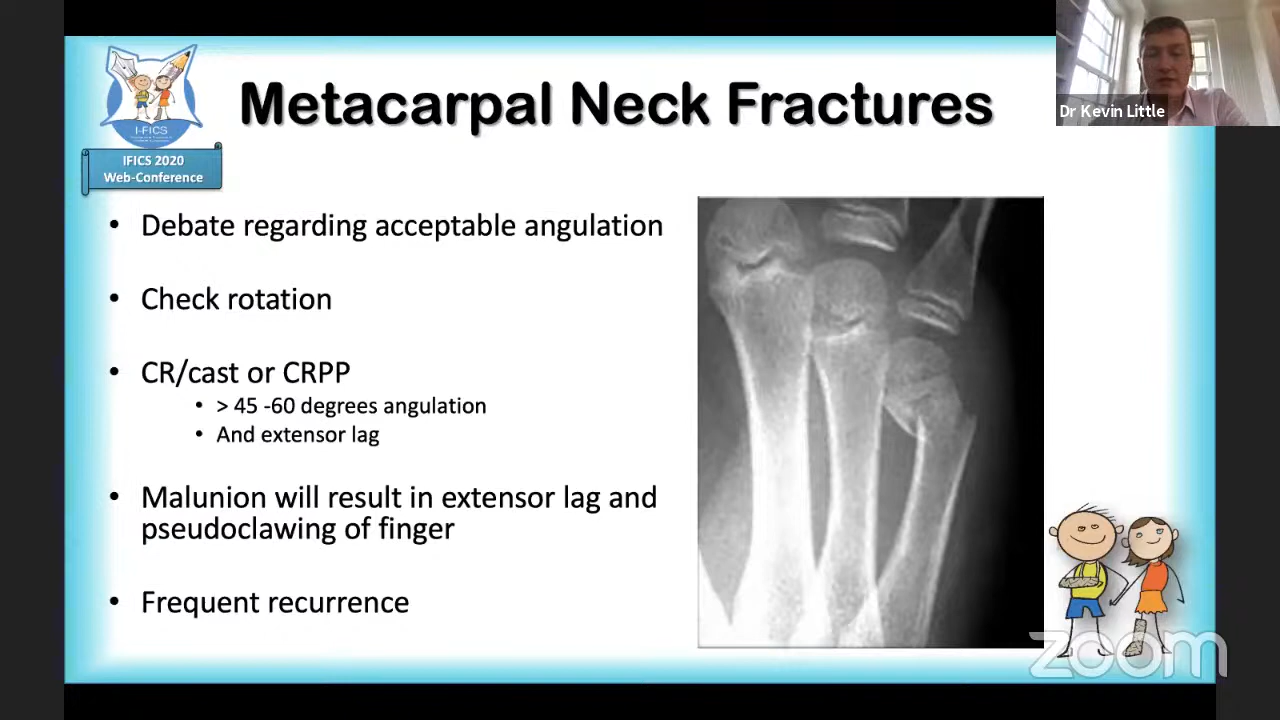 Metacarpal Neck Fractures
Dr Kevin Little
I-FICS
IFICS 2020
Web-Conference
• Debate regarding acceptable angulation
• Check rotation
• CR/cast or CRPP
• > 45 -60 degrees angulation
• And extensor lag
• Malunion will result in extensor lag and
pseudoclawing of finger
• Frequent recurrence
zoom